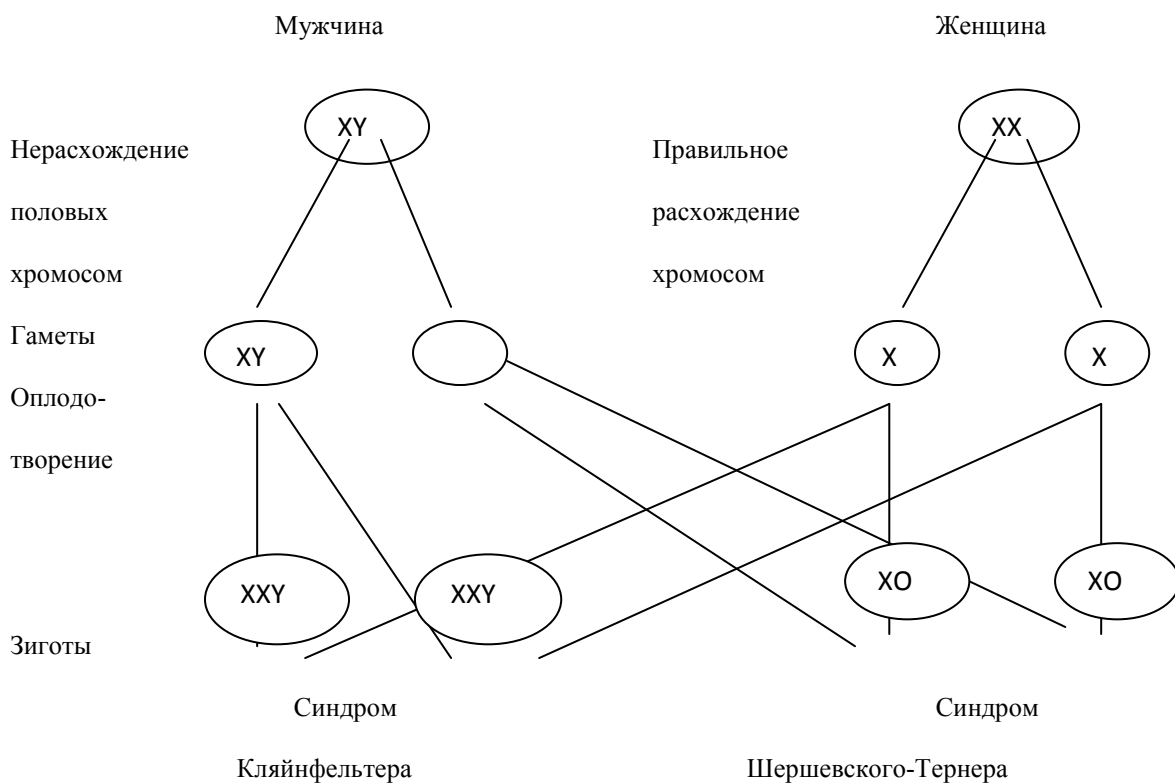 Мужчина Женщина
XY XX
Нерасхождение Правильное
половых расхождение
хромосом хромосом
Гаметы
XY X X
Оплодо-
творение
XXY XXY XO XO
Зиготы
Синдром Синдром
Кляйнфельтера Шершевского-Тернера